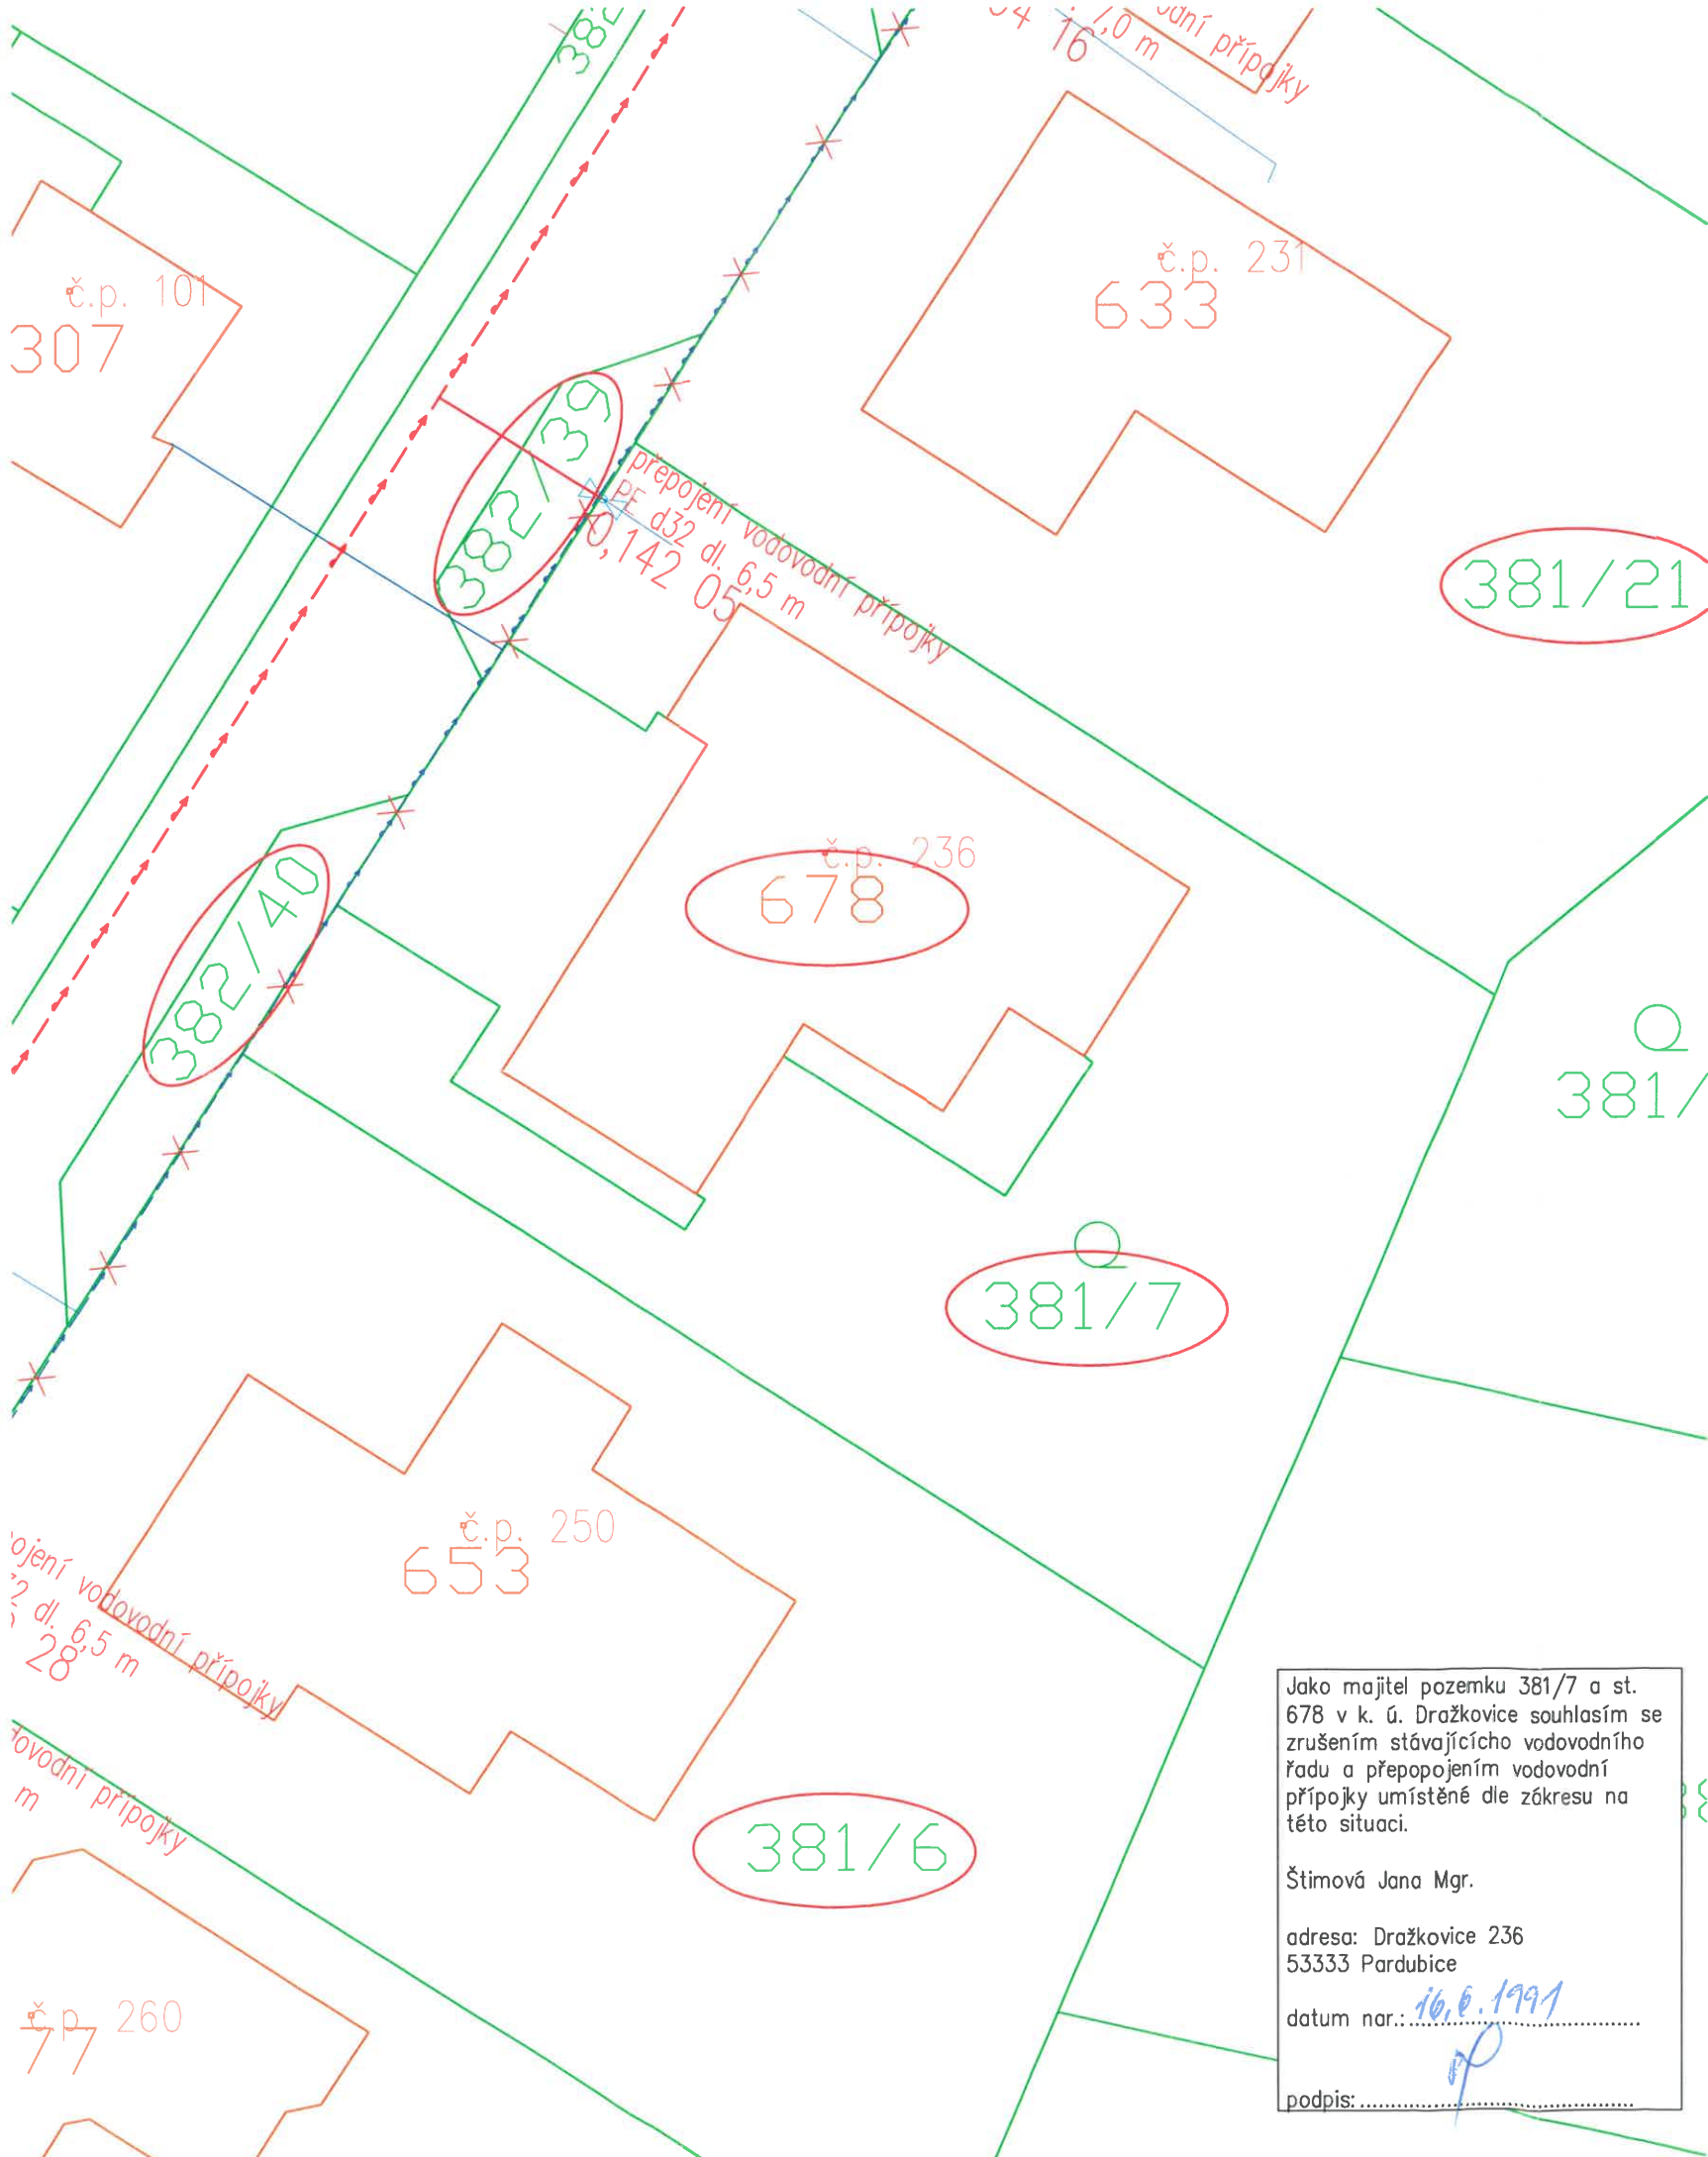 382
16
7,0 m
přípojky
č.p. 231
633
č.p. 101
307
382/39
přepojení vodovodní přípojky
PE d32 dl. 6,5 m
0,142 05
381/21
č.p. 236
678
382/40
381/
381/7
č.p. 250
653
vodovodní přípojky
dl. 6,5 m
28
přípojky
m
381/6
č.p. 260
77
Jako majitel pozemku 381/7 a st.
678 v k. ú. Dražkovice souhlasím se
zrušením stávajícícho vodovodního
řadu a přepopojením vodovodní
přípojky umístěné dle zákresu na
této situaci.
Štimová Jana Mgr.
adresa: Dražkovice 236
53333 Pardubice
datum nar.: 16.6.1991
podpis: